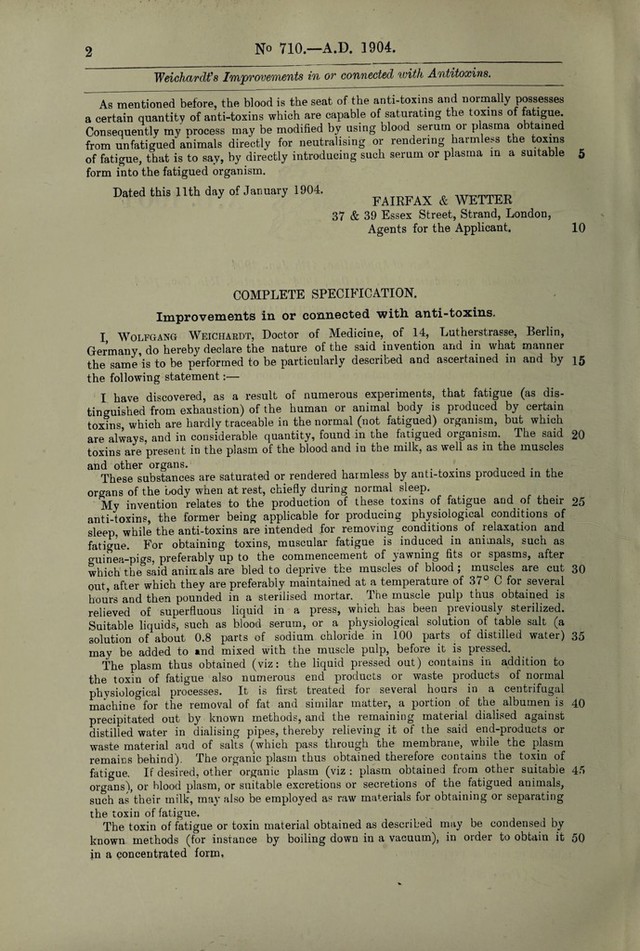 2 No 710.—A.D. 1904.
Weichardt's Improvements in or connected with Antitoxins.
As mentioned before, the blood is the seat of the anti-toxins and normally possesses
a certain quantity of anti-toxins which are capable of saturating the toxins of fatigue.
Consequently my process may be modified by using blood serum or plasma obtained
from unfatigued animals directly for neutralising or rendering harmless the toxins
of fatigue, that is to say, by directly introducing such serum or plasma in a suitable 5
form into the fatigued organism.
Dated this 11th day of January 1904.
FAIRFAX & WETTER
37 & 39 Essex Street, Strand, London,
Agents for the Applicant. 10
COMPLETE SPECIFICATION.
Improvements in or connected with anti-toxins.
I, WOLFGANG WEICHARDT, Doctor of Medicine, of 14, Lutherstrasse, Berlin,
Germany, do hereby declare the nature of the said invention and in what manner
the same is to be performed to be particularly described and ascertained in and by 15
the following statement:—
I have discovered, as a result of numerous experiments, that fatigue (as dis-
tinguished from exhaustion) of the human or animal body is produced by certain
toxins, which are hardly traceable in the normal (not fatigued) organism, but which
are always, and in considerable quantity, found in the fatigued organism. The said 20
toxins are present in the plasm of the blood and in the milk, as well as in the muscles
and other organs.
These substances are saturated or rendered harmless by anti-toxins produced in the
organs of the body when at rest, chiefly during normal sleep.
My invention relates to the production of these toxins of fatigue and of their 25
anti-toxins, the former being applicable for producing physiological conditions of
sleep, while the anti-toxins are intended for removing conditions of relaxation and
fatigue. For obtaining toxins, muscular fatigue is induced in animals, such as
guinea-pigs, preferably up to the commencement of yawning fits or spasms, after
which the said animals are bled to deprive the muscles of blood; muscles are cut 30
out, after which they are preferably maintained at a temperature of 37° C for several
hours and then pounded in a sterilised mortar. The muscle pulp thus obtained is
relieved of superfluous liquid in a press, which has been previously sterilized.
Suitable liquids, such as blood serum, or a physiological solution of table salt (a
solution of about 0.8 parts of sodium chloride in 100 parts of distilled water) 35
may be added to and mixed with the muscle pulp, before it is pressed.
The plasm thus obtained (viz: the liquid pressed out) contains in addition to
the toxin of fatigue also numerous end products or waste products of normal
physiological processes. It is first treated for several hours in a centrifugal
machine for the removal of fat and similar matter, a portion of the albumen is 40
precipitated out by known methods, and the remaining material dialised against
distilled water in dialising pipes, thereby relieving it of the said end-products or
waste material and of salts (which pass through the membrane, while the plasm
remains behind). The organic plasm thus obtained therefore contains the toxin of
fatigue. If desired, other organic plasm (viz: plasm obtained from other suitable 45
organs), or blood plasm, or suitable excretions or secretions of the fatigued animals,
such as their milk, may also be employed as raw materials for obtaining or separating
the toxin of fatigue.
The toxin of fatigue or toxin material obtained as described may be condensed by
known methods (for instance by boiling down in a vacuum), in order to obtain it 50
in a concentrated form.